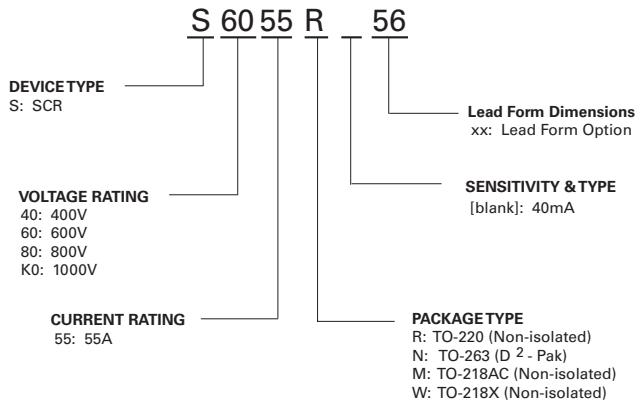 S 60 55 R 56
DEVICE TYPE
S: SCR
Lead Form Dimensions
xx: Lead Form Option
VOLTAGE RATING
40: 400V
60: 600V
80: 800V
K0: 1000V
SENSITIVITY & TYPE
[blank]: 40mA
CURRENT RATING
55: 55A
PACKAGE TYPE
R: TO-220 (Non-isolated)
N: TO-263 (D 2 - Pak)
M: TO-218AC (Non-isolated)
W: TO-218X (Non-isolated)